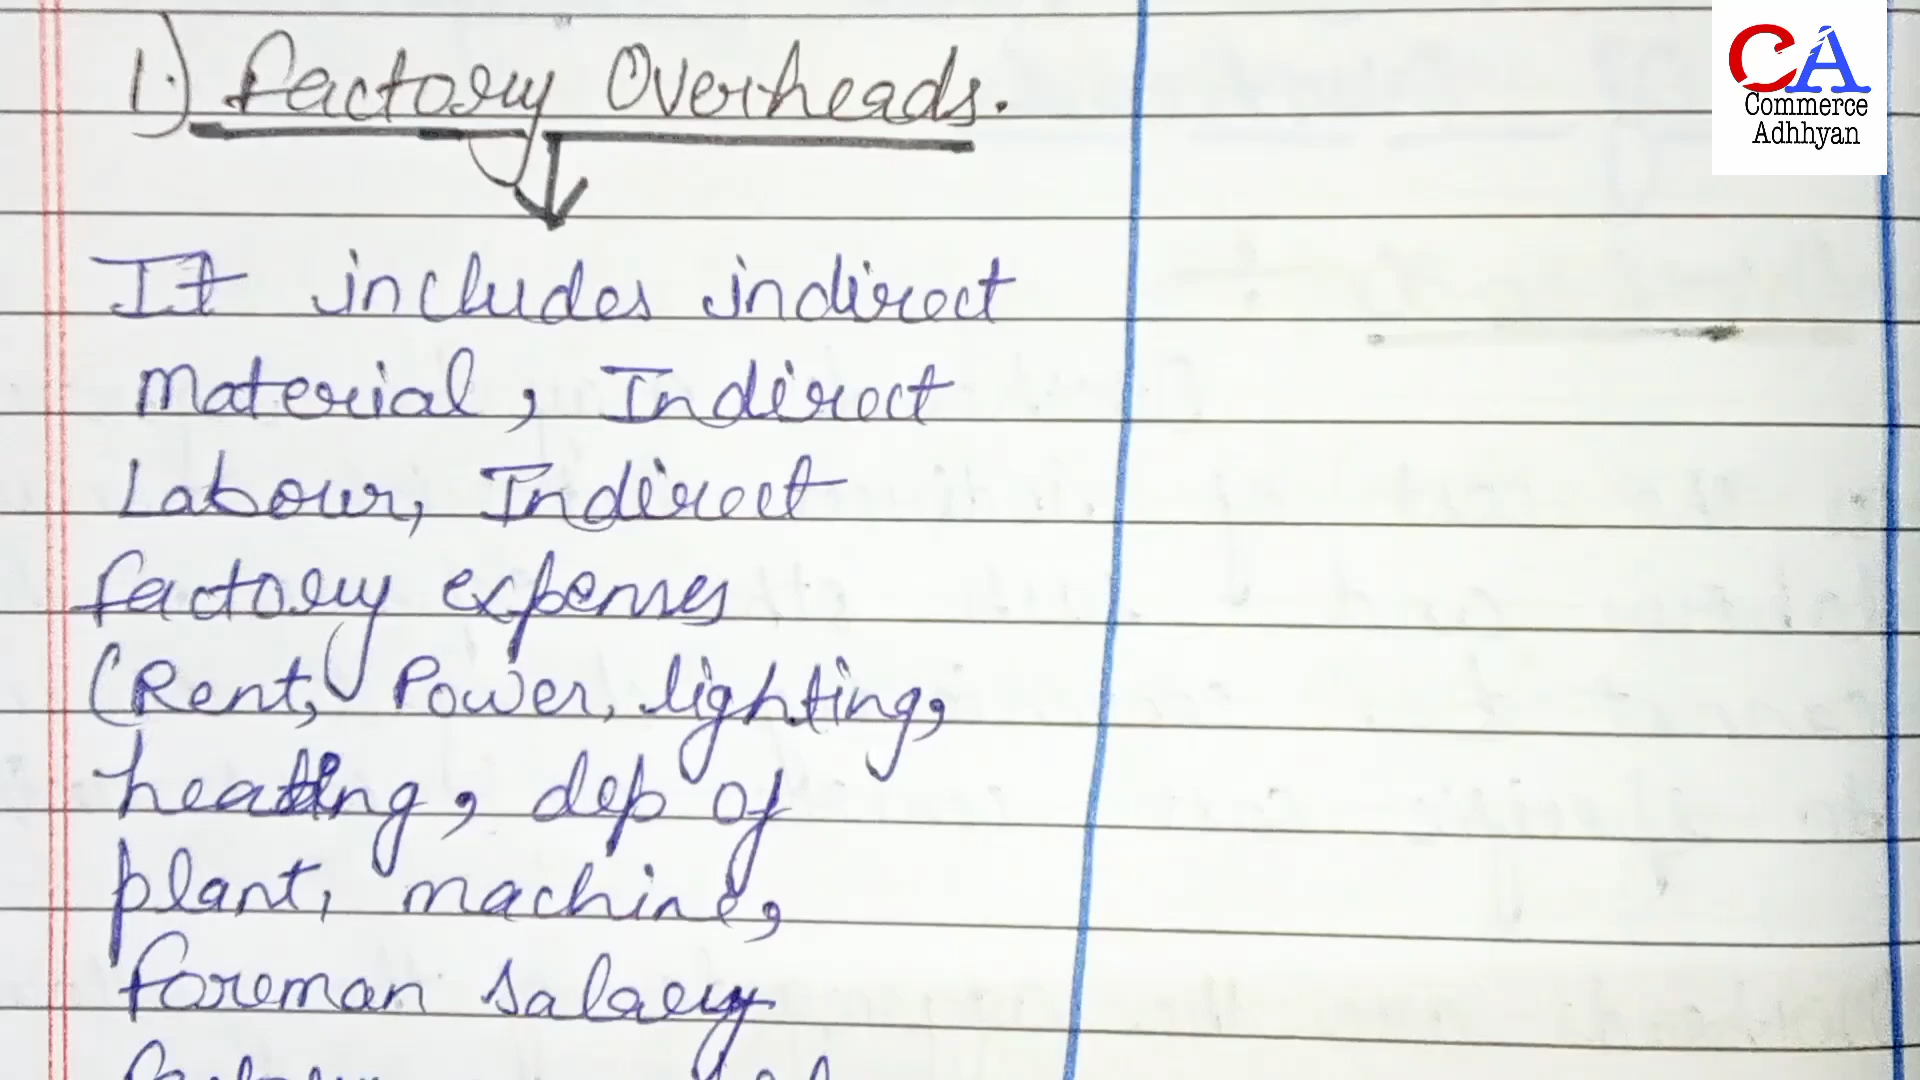 1.) Factory Overheads.
It includes indirect
Material, Indirect
Labour, Indirect
factory expenses
(Rent, Power, lighting,
heating, dep of
plant, machine,
foreman salary
CA
Commerce
Adhhyan